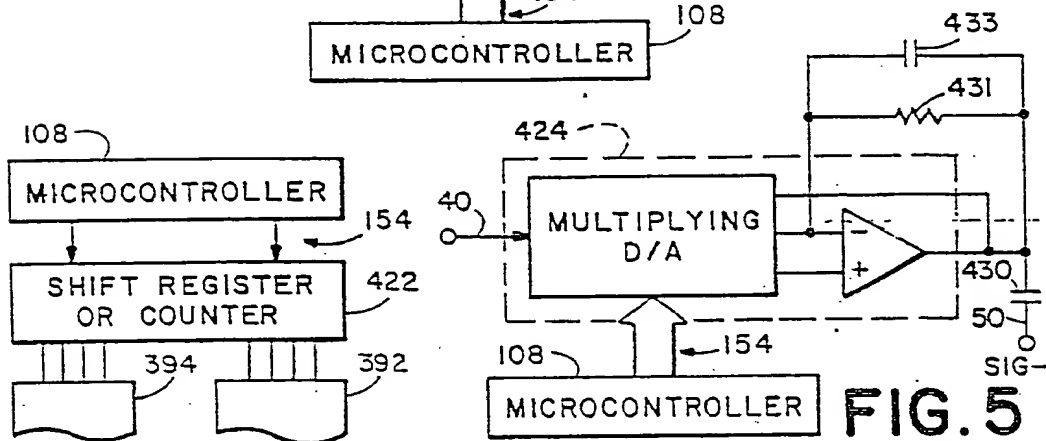 108
MICROCONTROLLER
433
431
424
108
MICROCONTROLLER
154
40
MULTIPLYING
D/A
−
+
SHIFT REGISTER
OR COUNTER
422
430
50
SIG-
394
392
108
154
MICROCONTROLLER
FIG. 5